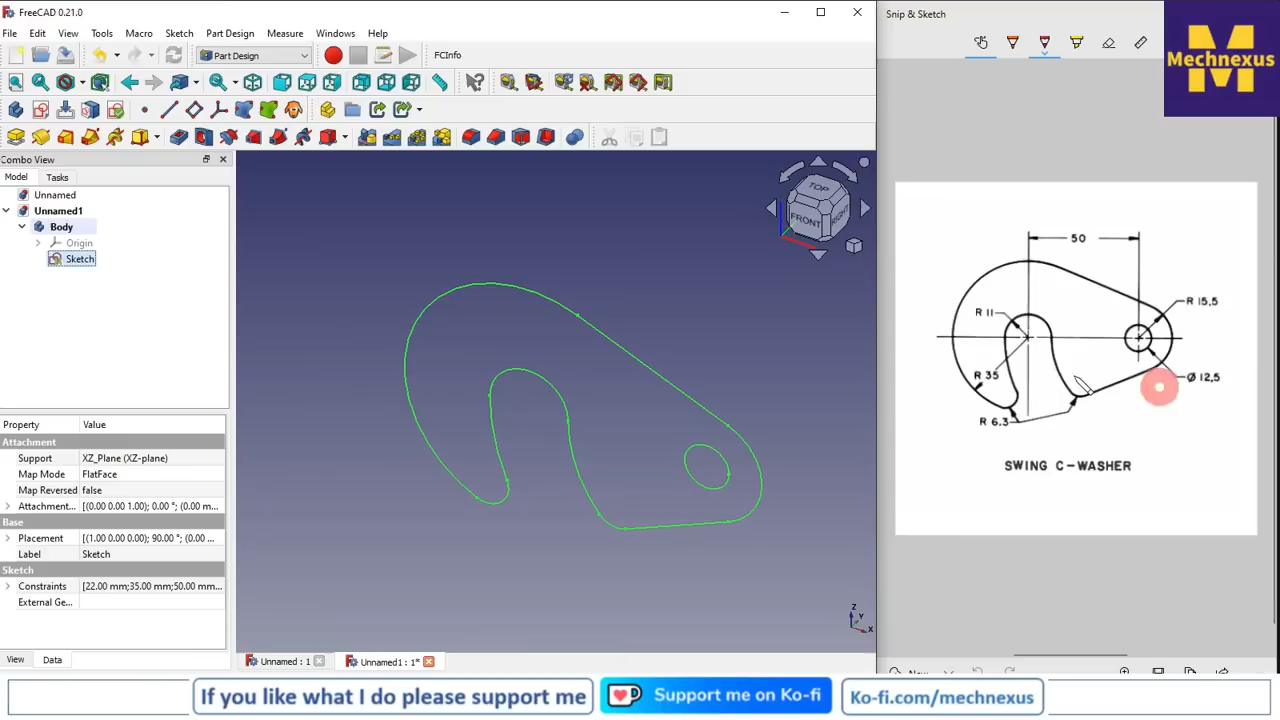 FreeCAD 0.21.0
File Edit View Tools Macro Sketch Part Design Measure Windows Help
Part Design
FCInfo
Combo View
Model Tasks
Unnamed
Unnamed1
Body
Origin
Sketch
Property Value
Attachment
Support XZ_Plane (XZ-plane)
Map Mode FlatFace
Map Reversed false
Attachment... [(0.00 0.00 1.00); 0.00 °; (0.00 m...
Base
Placement [(1.00 0.00 0.00); 90.00 °; (0.00 ...
Label Sketch
Sketch
Constraints [22.00 mm;35.00 mm;50.00 mm...
External Ge...
View Data
TOP
FRONT
RIGHT
Z
Y
X
Unnamed : 1
Unnamed1 : 1*
Snip & Sketch
M
Mechnexus
50
R 15,5
R 11
R 35
Ø 12,5
R 6.3
SWING C-WASHER
New
If you like what I do please support me
Support me on Ko-fi
Ko-fi.com/mechnexus